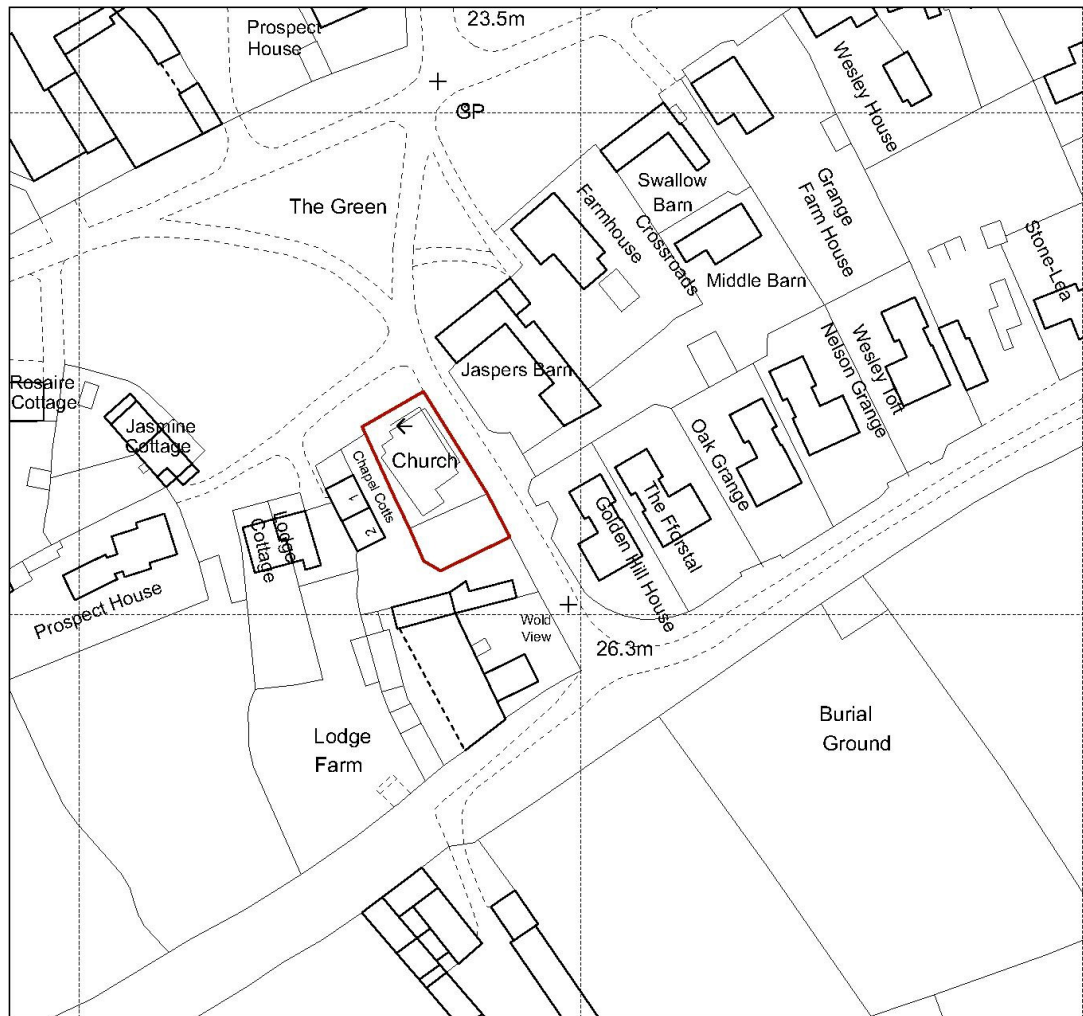 23.5m
Prospect
House
Wesley House
The Green
Swallow
Barn
Farmhouse
Crossroads
Grange
Farm House
Middle Barn
Stone-Lea
Jaspers Barn
Nelson Grange
Wesley Toft
Rosaire
Cottage
Jasmine
Cottage
Church
Chapel Cotts
1
2
Oak Grange
The Fforstal
Golden Hill House
Lodge
Cottage
Prospect House
Wold
View
26.3m
Lodge
Farm
Burial
Ground